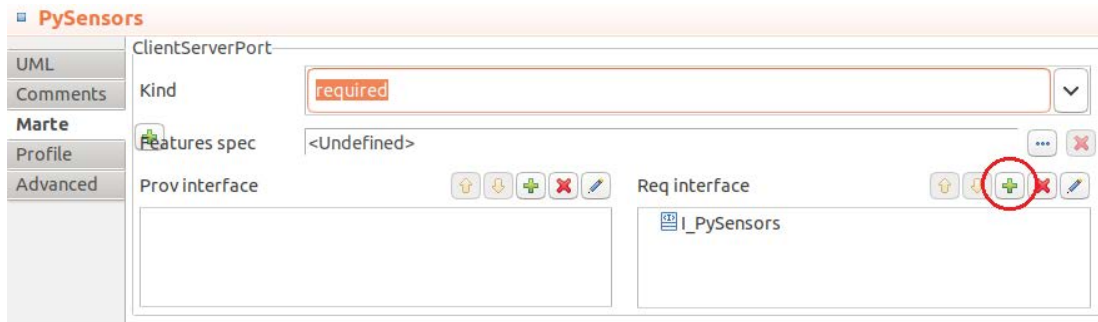 PySensors
ClientServerPort
UML
Comments
Marte
Profile
Advanced
Kind
required
Features spec
<Undefined>
Prov interface
Req interface
I_PySensors